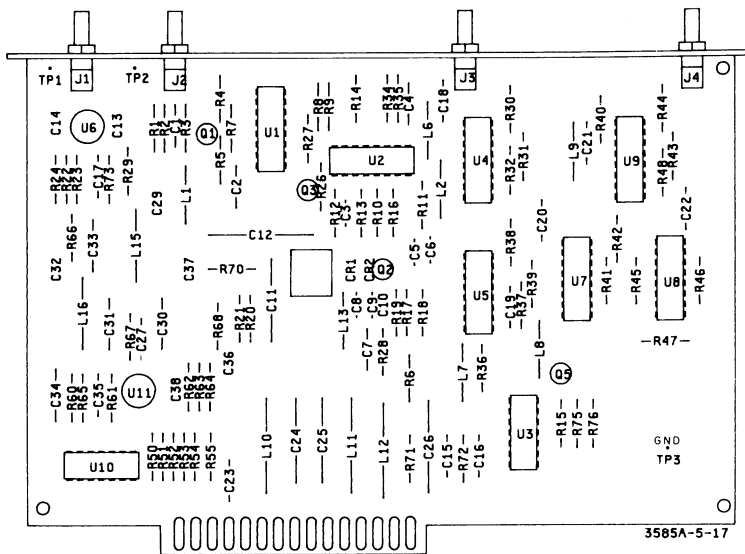 TP1 J1 TP2 J2 J3 J4
C14 U6 C13 R1 R2 C1 R3 Q1 R4 R5 R7 U1 R27 R8 R9 R14 R34 R35 C4 C18 L6 U4 R30 R32 R31 L9 C21 R40 U9 R44 R48 R43
R24 R22 R23 C17 R73 R29 C29 L1 C2 Q3 R26 U2 R12 C3 R13 R10 R16 R11 L2 C20 C22
R66 C33 L15 C12 C5 C6 R38 R42
C32 C37 R70 C11 CR1 CR2 Q2 U5 R39 U7 R41 R45 U8 R46
L16 C31 R67 C27 C30 R68 R21 R20 L13 C8 C9 C10 R19 R17 R18 C19 R37
C36 C7 R28 L7 R36 L8 R47
C34 R60 R65 C35 R61 U11 C38 R62 R63 R64 R6 Q5
U10 R50 R51 R52 R53 R54 R55 C23 L10 C24 C25 L11 L12 R71 C26 C15 R72 C16 U3 R15 R75 R76
GND
TP3
3585A-5-17